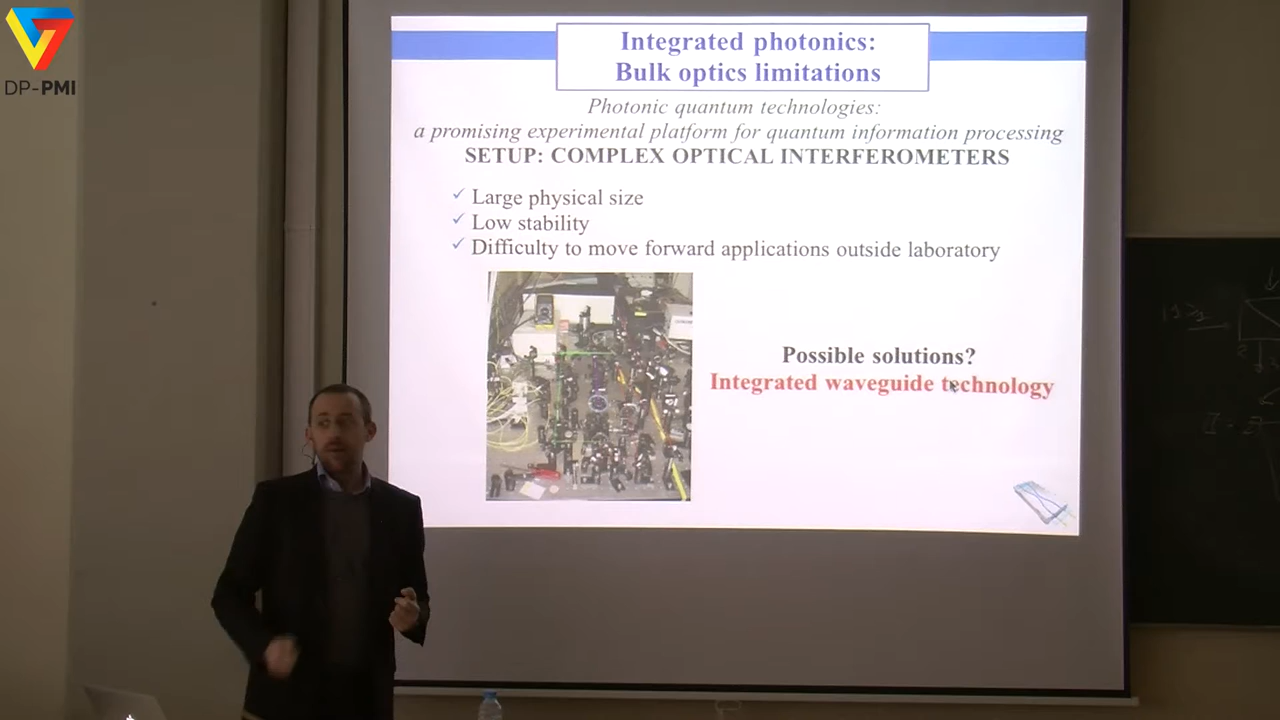 DP-PMI
Integrated photonics:
Bulk optics limitations
Photonic quantum technologies:
a promising experimental platform for quantum information processing
SETUP: COMPLEX OPTICAL INTERFEROMETERS
✓ Large physical size
✓ Low stability
✓ Difficulty to move forward applications outside laboratory
Possible solutions?
Integrated waveguide technology